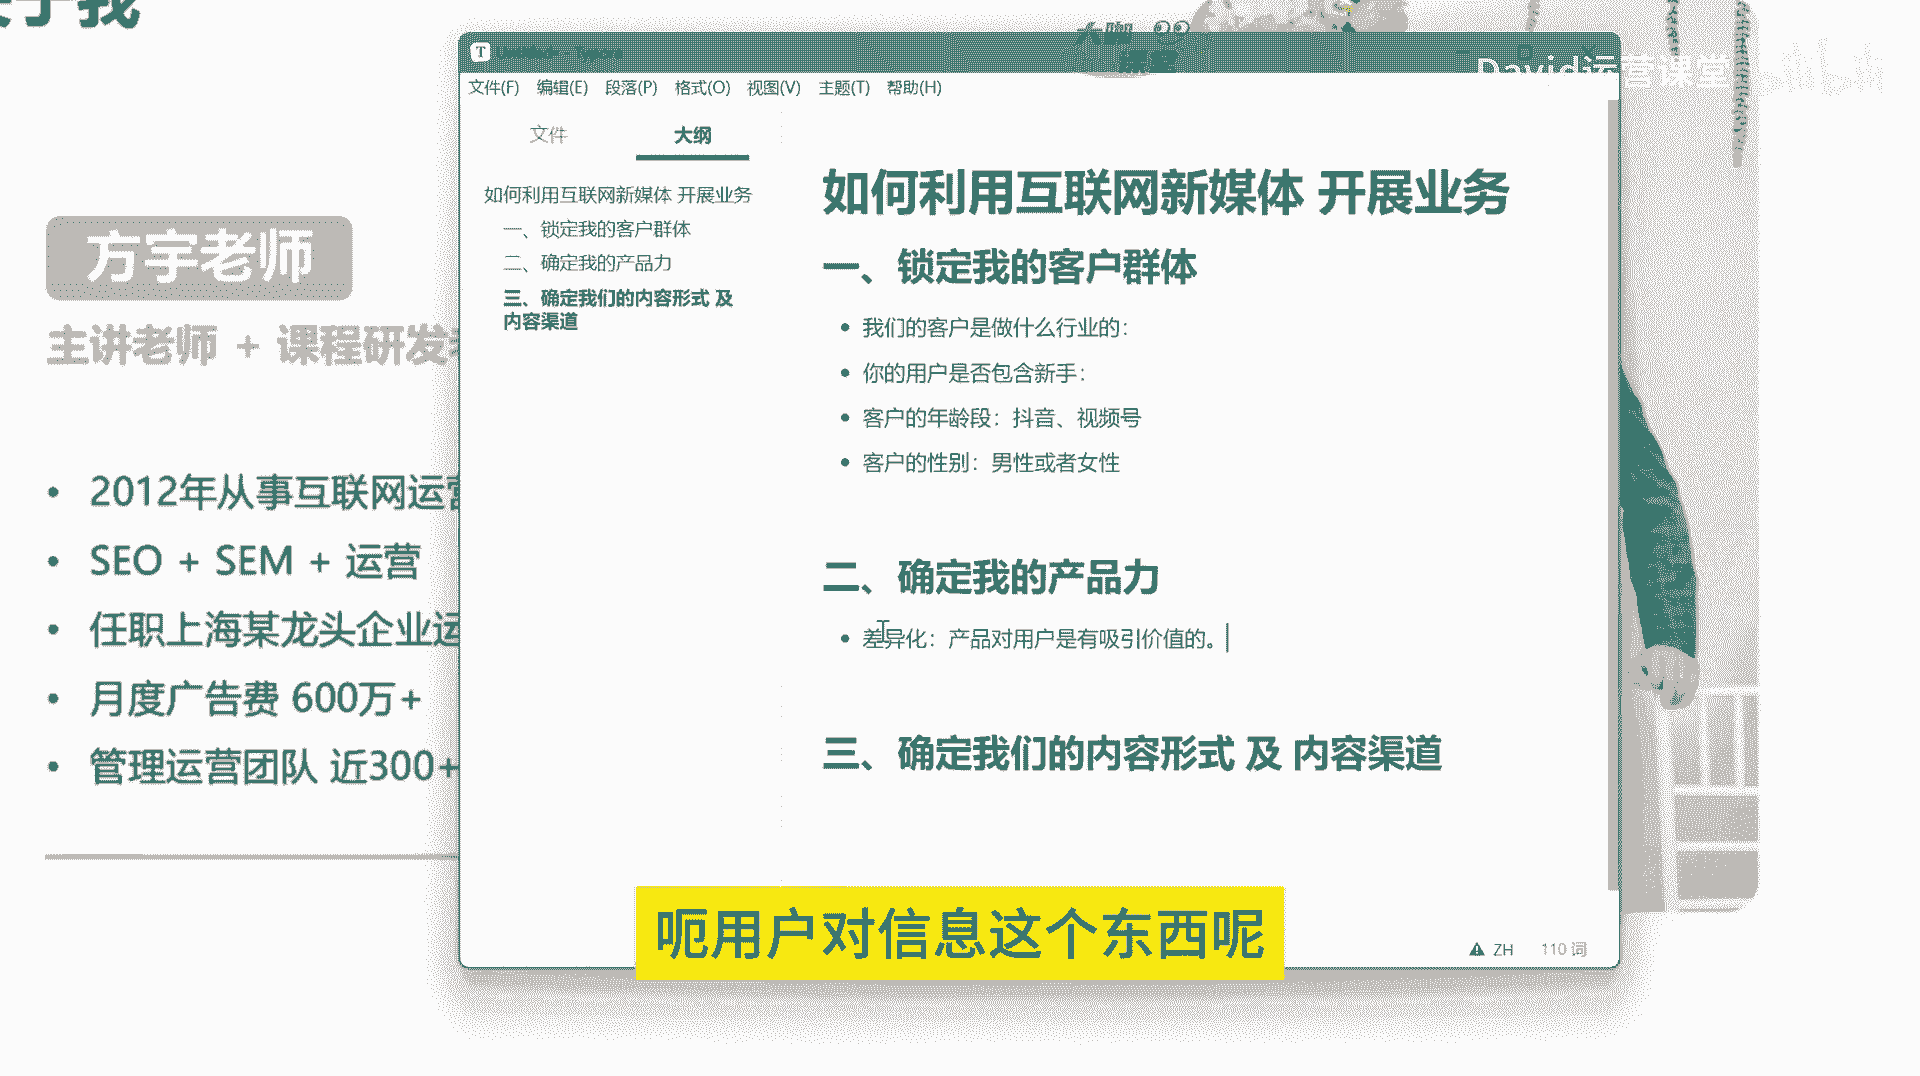 关于我
大咖
课堂
T Untitled - Typora
David运营课堂 bilibili
文件(F) 编辑(E) 段落(P) 格式(O) 视图(V) 主题(T) 帮助(H)
文件 大纲
如何利用互联网新媒体 开展业务
一、锁定我的客户群体
二、确定我的产品力
三、确定我们的内容形式 及
内容渠道
如何利用互联网新媒体 开展业务
一、锁定我的客户群体
我们的客户是做什么行业的：
你的用户是否包含新手：
客户的年龄段：抖音、视频号
客户的性别：男性或者女性
二、确定我的产品力
差异化：产品对用户是有吸引价值的。
三、确定我们的内容形式 及 内容渠道
ZH 110 词
方宇老师
主讲老师 + 课程研发
• 2012年从事互联网运营
• SEO + SEM + 运营
• 任职上海某龙头企业运
• 月度广告费 600万+
• 管理运营团队 近300+
呃用户对信息这个东西呢